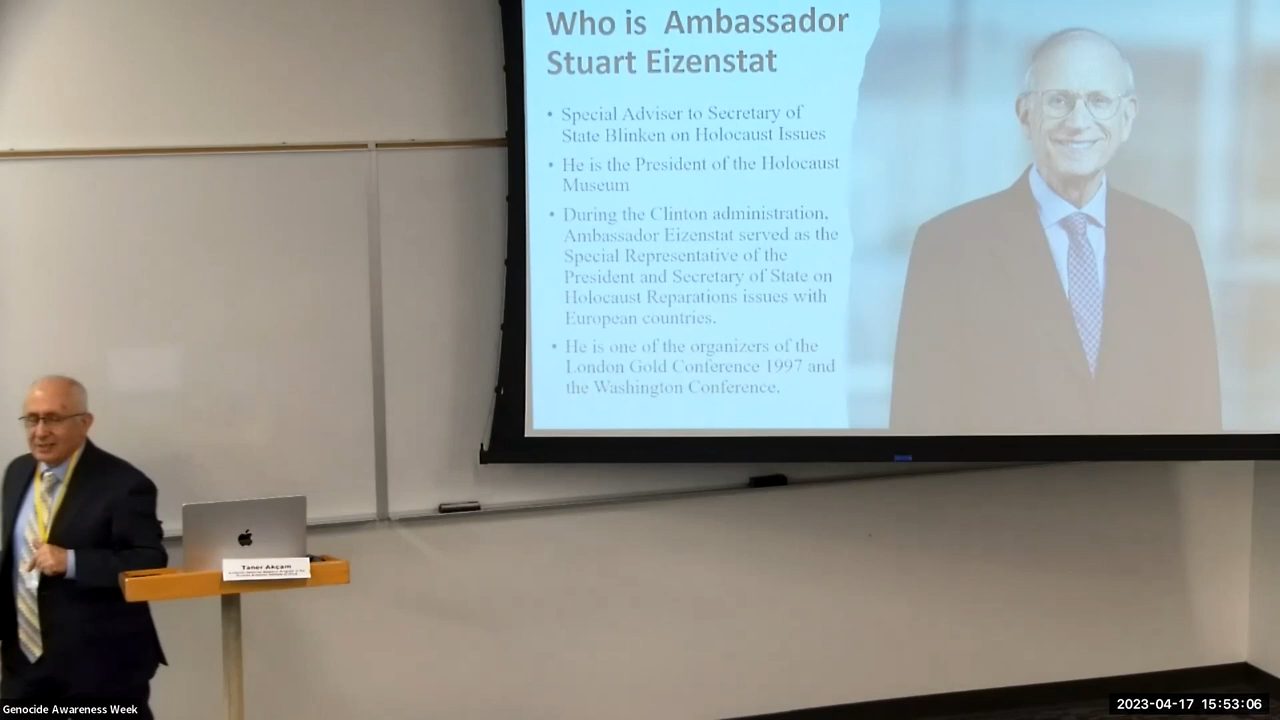 Who is Ambassador
Stuart Eizenstat
• Special Adviser to Secretary of
State Blinken on Holocaust Issues
• He is the President of the Holocaust
Museum
• During the Clinton administration,
Ambassador Eizenstat served as the
Special Representative of the
President and Secretary of State on
Holocaust Reparations issues with
European countries.
• He is one of the organizers of the
London Gold Conference 1997 and
the Washington Conference.
Taner Akçam
Genocide Awareness Week
2023-04-17 15:53:06